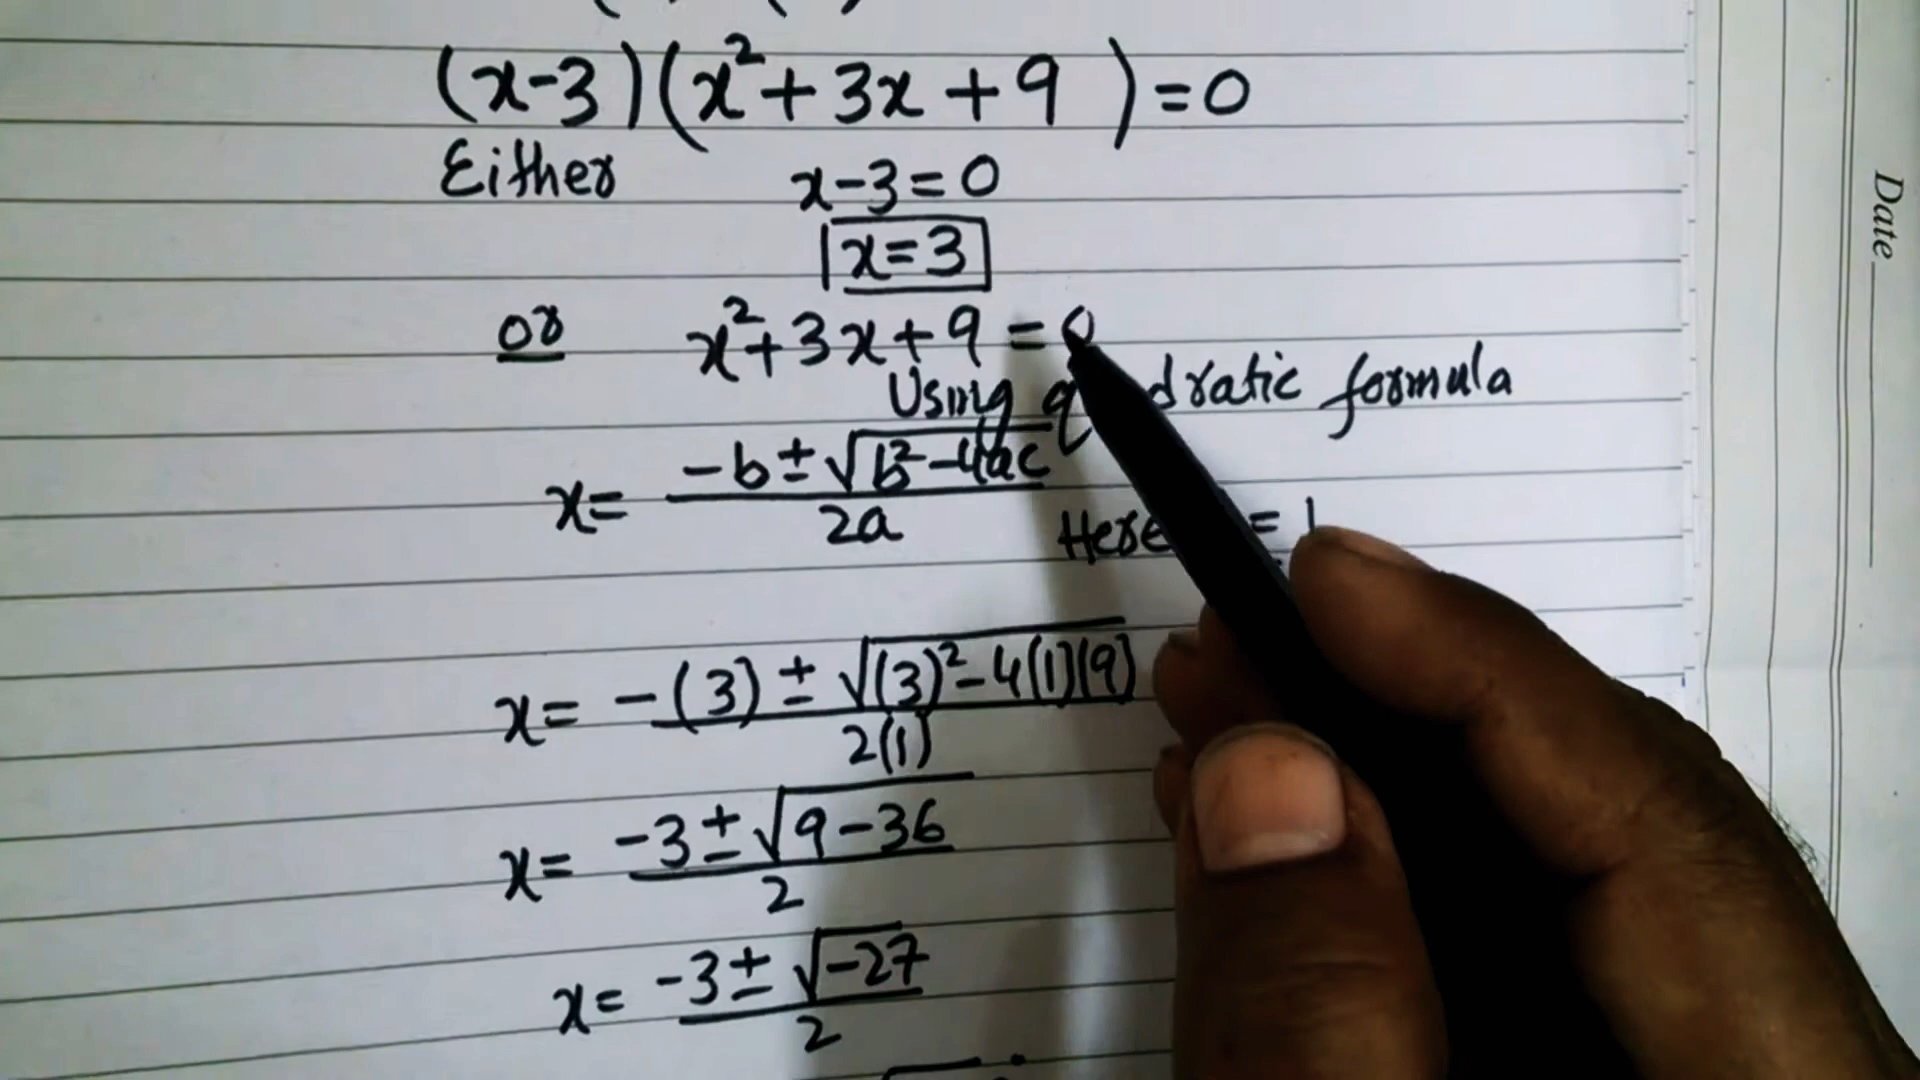 (x-3)(x²+3x+9)=0
Either x-3=0
x=3
or x²+3x+9=0
Using formula
x= -b±√b²-4ac / 2a
Here = 1
x= -(3)±√(3)²-4(1)(9) / 2(1)
x= -3±√9-36 / 2
x= -3±√-27 / 2
Date